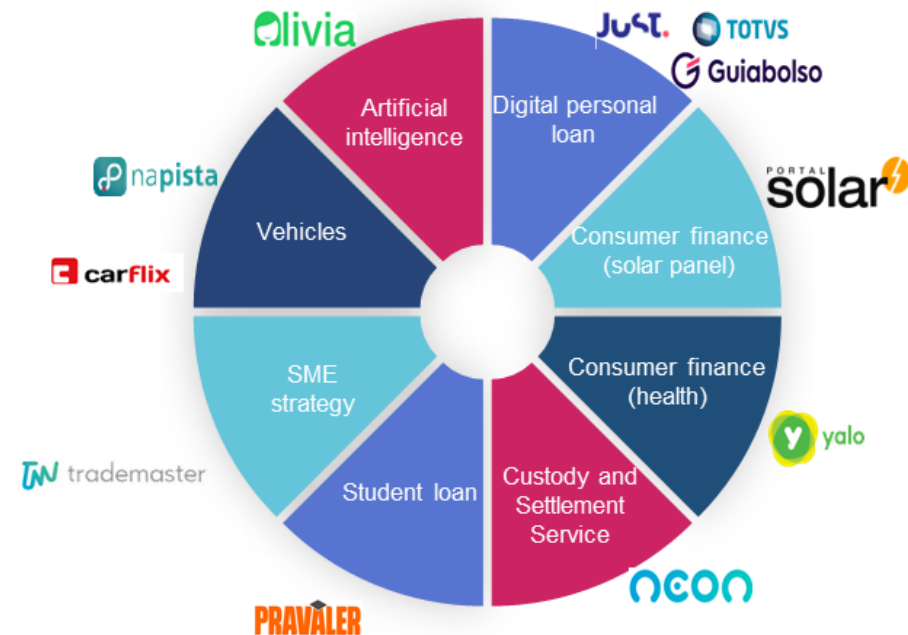 Olivia
JUST.
TOTVS
Guiabolso
Artificial
intelligence
Digital personal
loan
napista
PORTAL
solar
Vehicles
Consumer finance
(solar panel)
carflix
SME
strategy
Consumer finance
(health)
yalo
trademaster
Student loan
Custody and
Settlement
Service
neon
PRAVALER